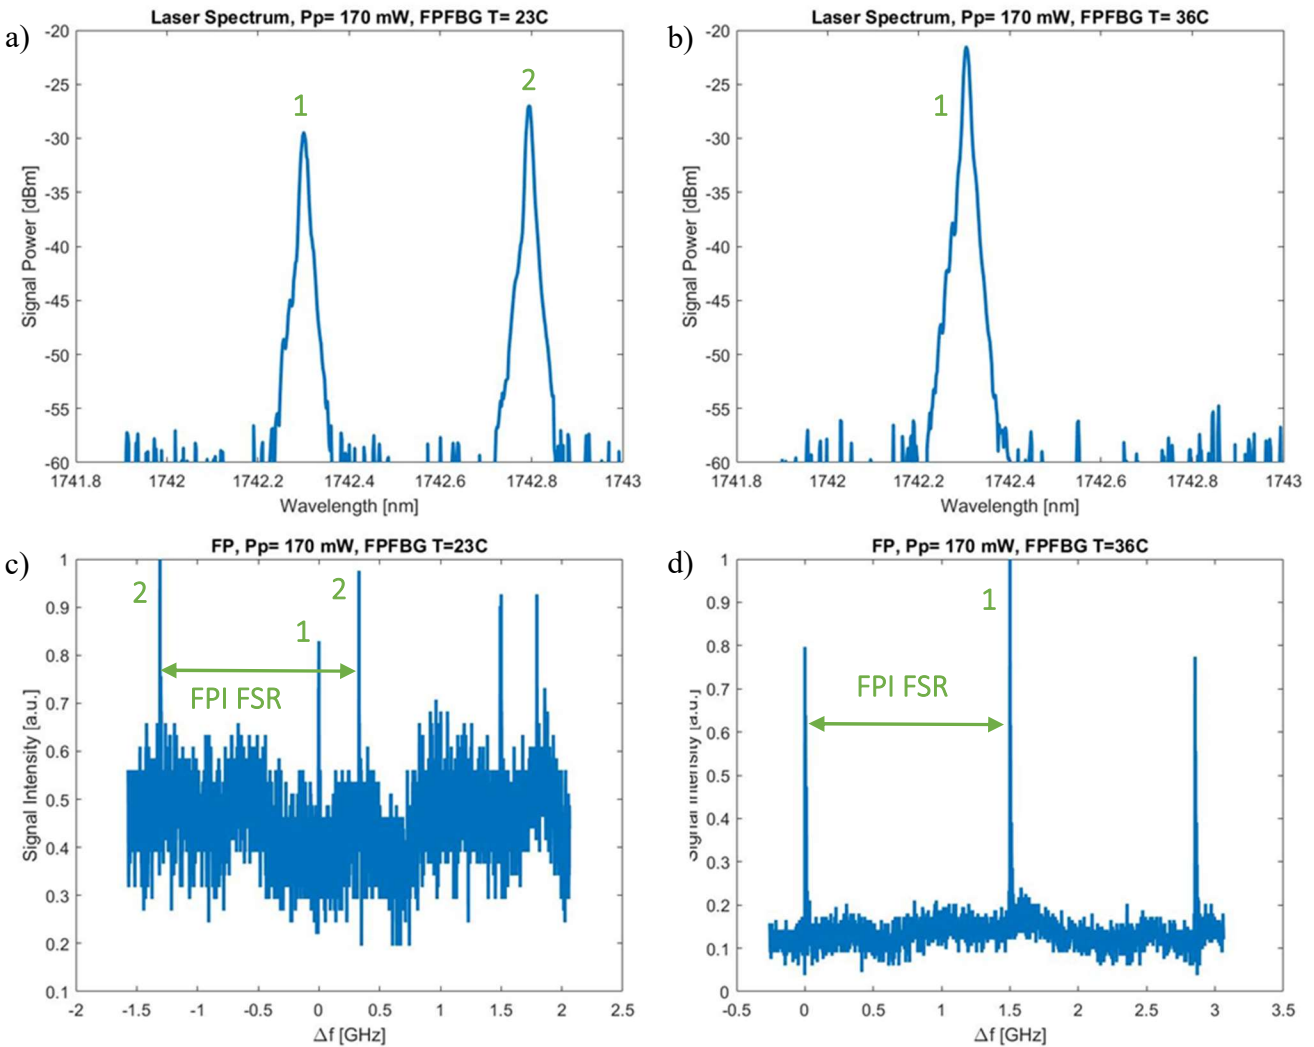 a)
Laser Spectrum, Pp= 170 mW, FPFBG T= 23C
-20
-25
-30
-35
-40
-45
-50
-55
-60
Signal Power [dBm]
1
2
1741.8 1742 1742.2 1742.4 1742.6 1742.8 1743
Wavelength [nm]
b)
Laser Spectrum, Pp= 170 mW, FPFBG T= 36C
-20
-25
-30
-35
-40
-45
-50
-55
-60
Signal Power [dBm]
1
1741.8 1742 1742.2 1742.4 1742.6 1742.8 1743
Wavelength [nm]
c)
FP, Pp= 170 mW, FPFBG T=23C
1
0.9
0.8
0.7
0.6
0.5
0.4
0.3
0.2
0.1
Signal Intensity [a.u.]
2
1
2
FPI FSR
-2 -1.5 -1 -0.5 0 0.5 1 1.5 2 2.5
Δf [GHz]
d)
FP, Pp= 170 mW, FPFBG T=36C
1
0.9
0.8
0.7
0.6
0.5
0.4
0.3
0.2
0.1
0
Signal Intensity [a.u.]
1
FPI FSR
-0.5 0 0.5 1 1.5 2 2.5 3 3.5
Δf [GHz]